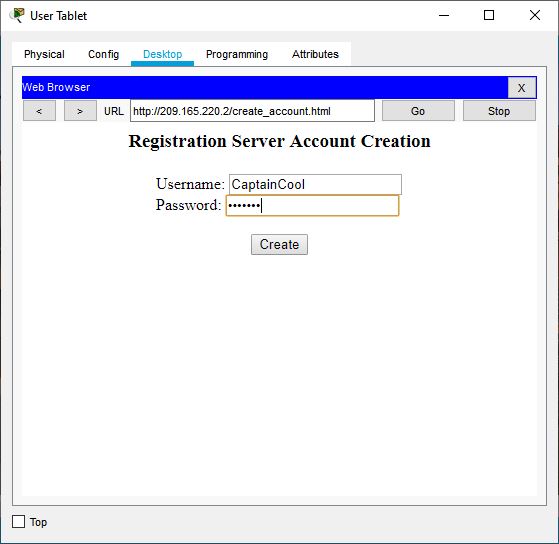 User Tablet
Physical Config Desktop Programming Attributes
Web Browser X
< > URL http://209.165.220.2/create_account.html Go Stop
Registration Server Account Creation
Username: CaptainCool
Password: •••••••
Create
Top